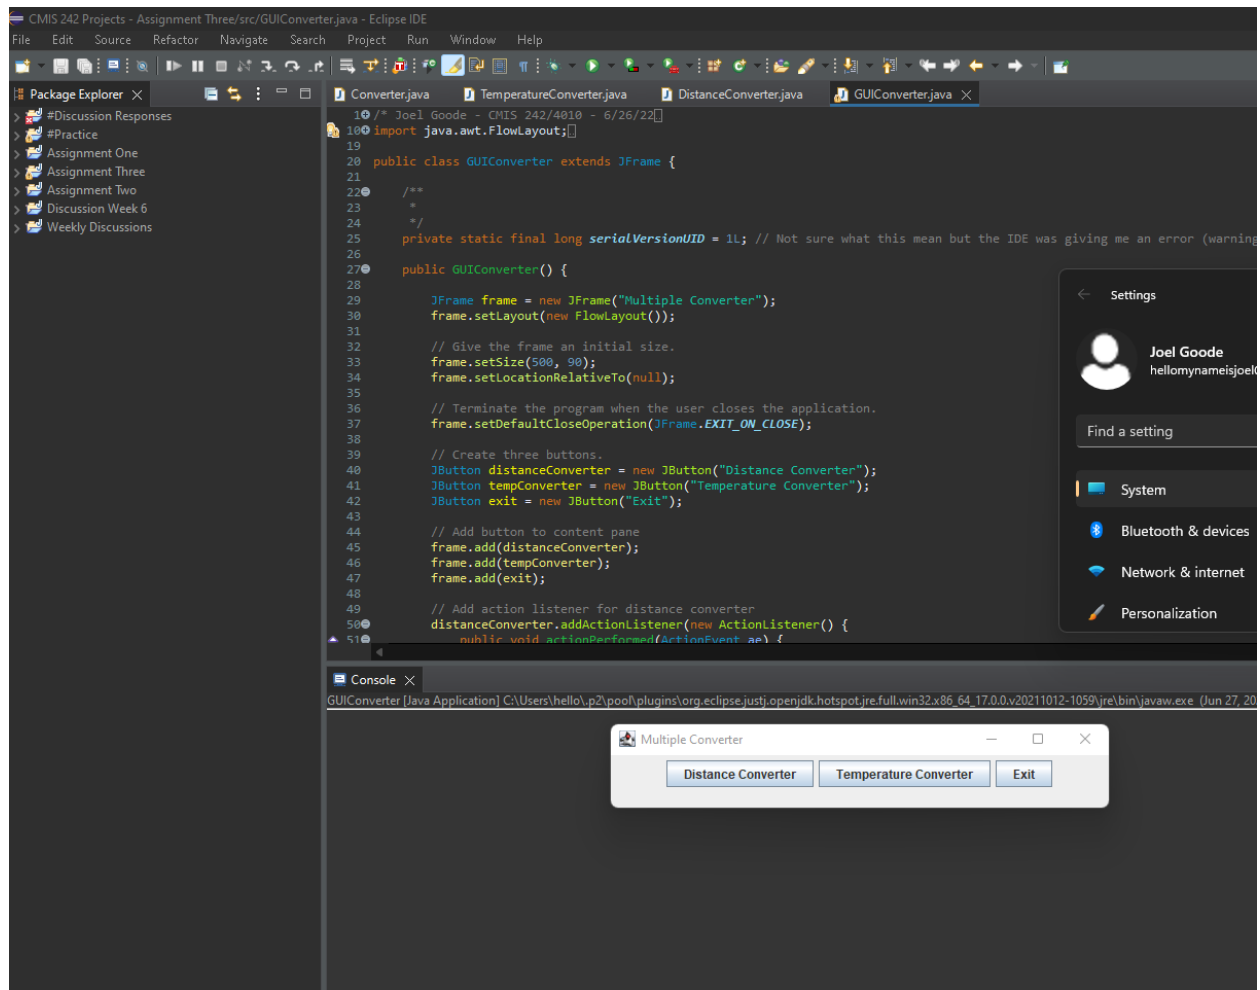 CMIS 242 Projects - Assignment Three/src/GUIConverter.java - Eclipse IDE
File Edit Source Refactor Navigate Search Project Run Window Help
Package Explorer
#Discussion Responses
#Practice
Assignment One
Assignment Three
Assignment Two
Discussion Week 6
Weekly Discussions
Converter.java TemperatureConverter.java DistanceConverter.java GUIConverter.java
1 /* Joel Goode - CMIS 242/4010 - 6/26/22
10 import java.awt.FlowLayout;
19
20 public class GUIConverter extends JFrame {
21
22 /**
23 *
24 */
25 private static final long serialVersionUID = 1L; // Not sure what this mean but the IDE was giving me an error (warning
26
27 public GUIConverter() {
28
29 JFrame frame = new JFrame("Multiple Converter");
30 frame.setLayout(new FlowLayout());
31
32 // Give the frame an initial size.
33 frame.setSize(500, 90);
34 frame.setLocationRelativeTo(null);
35
36 // Terminate the program when the user closes the application.
37 frame.setDefaultCloseOperation(JFrame.EXIT_ON_CLOSE);
38
39 // Create three buttons.
40 JButton distanceConverter = new JButton("Distance Converter");
41 JButton tempConverter = new JButton("Temperature Converter");
42 JButton exit = new JButton("Exit");
43
44 // Add button to content pane
45 frame.add(distanceConverter);
46 frame.add(tempConverter);
47 frame.add(exit);
48
49 // Add action listener for distance converter
50 distanceConverter.addActionListener(new ActionListener() {
51 public void actionPerformed(ActionEvent ae) {
Settings
Joel Goode
hellomynameisjoel
Find a setting
System
Bluetooth & devices
Network & internet
Personalization
Console
GUIConverter [Java Application] C:\Users\hello\.p2\pool\plugins\org.eclipse.justj.openjdk.hotspot.jre.full.win32.x86_64_17.0.0.v20211012-1059\jre\bin\javaw.exe (Jun 27, 20
Multiple Converter
Distance Converter Temperature Converter Exit